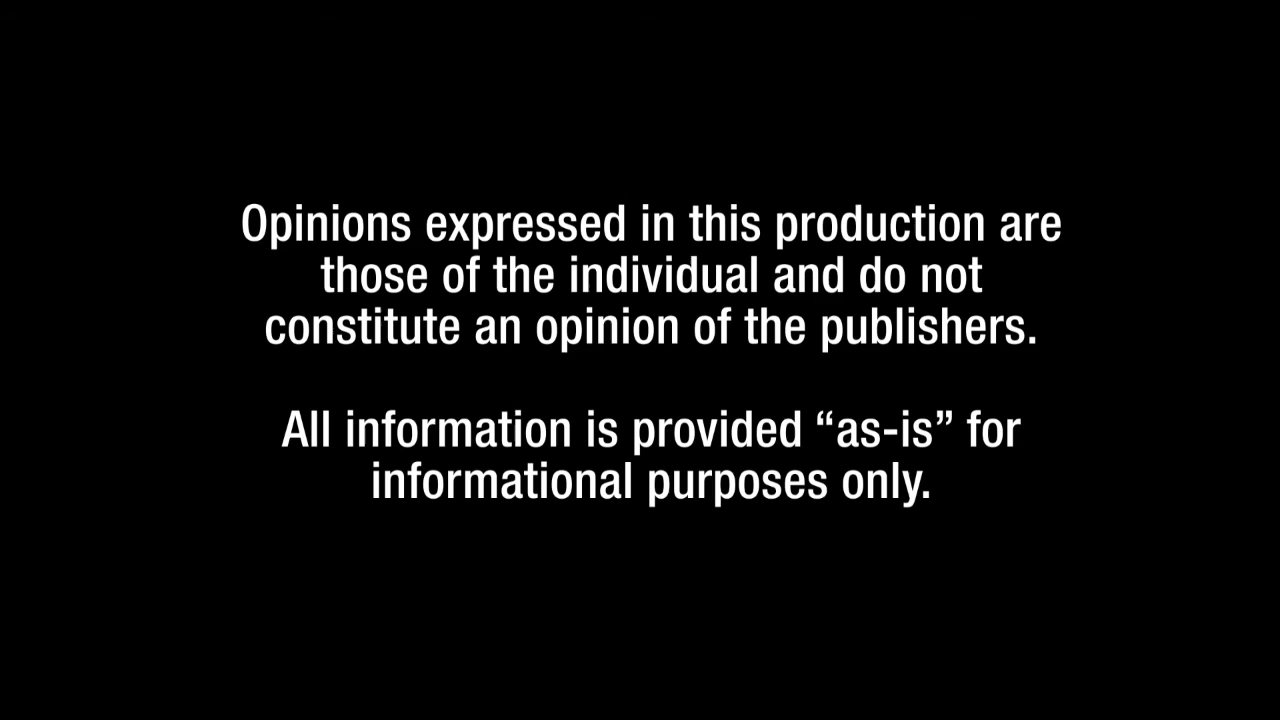 Opinions expressed in this production are
those of the individual and do not
constitute an opinion of the publishers.
All information is provided “as-is” for
informational purposes only.